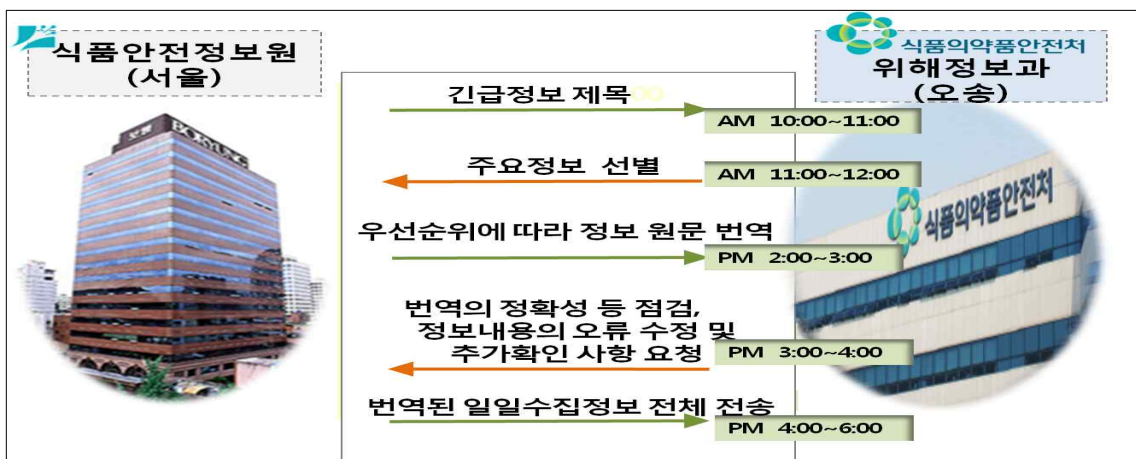 식품안전정보원
(서울)
식품의약품안전처
위해정보과
(오송)
긴급정보 제목
AM 10:00~11:00
주요정보 선별
AM 11:00~12:00
우선순위에 따라 정보 원문 번역
PM 2:00~3:00
번역의 정확성 등 점검,
정보내용의 오류 수정 및
추가확인 사항 요청
PM 3:00~4:00
번역된 일일수집정보 전체 전송
PM 4:00~6:00
보령
BORYUNG
식품의약품안전처